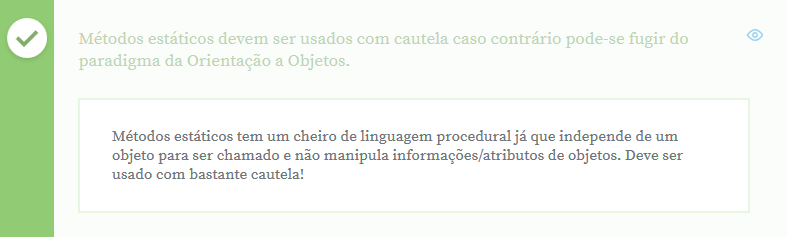 Métodos estáticos devem ser usados com cautela caso contrário pode-se fugir do
paradigma da Orientação a Objetos.
Métodos estáticos tem um cheiro de linguagem procedural já que independe de um
objeto para ser chamado e não manipula informações/atributos de objetos. Deve ser
usado com bastante cautela!